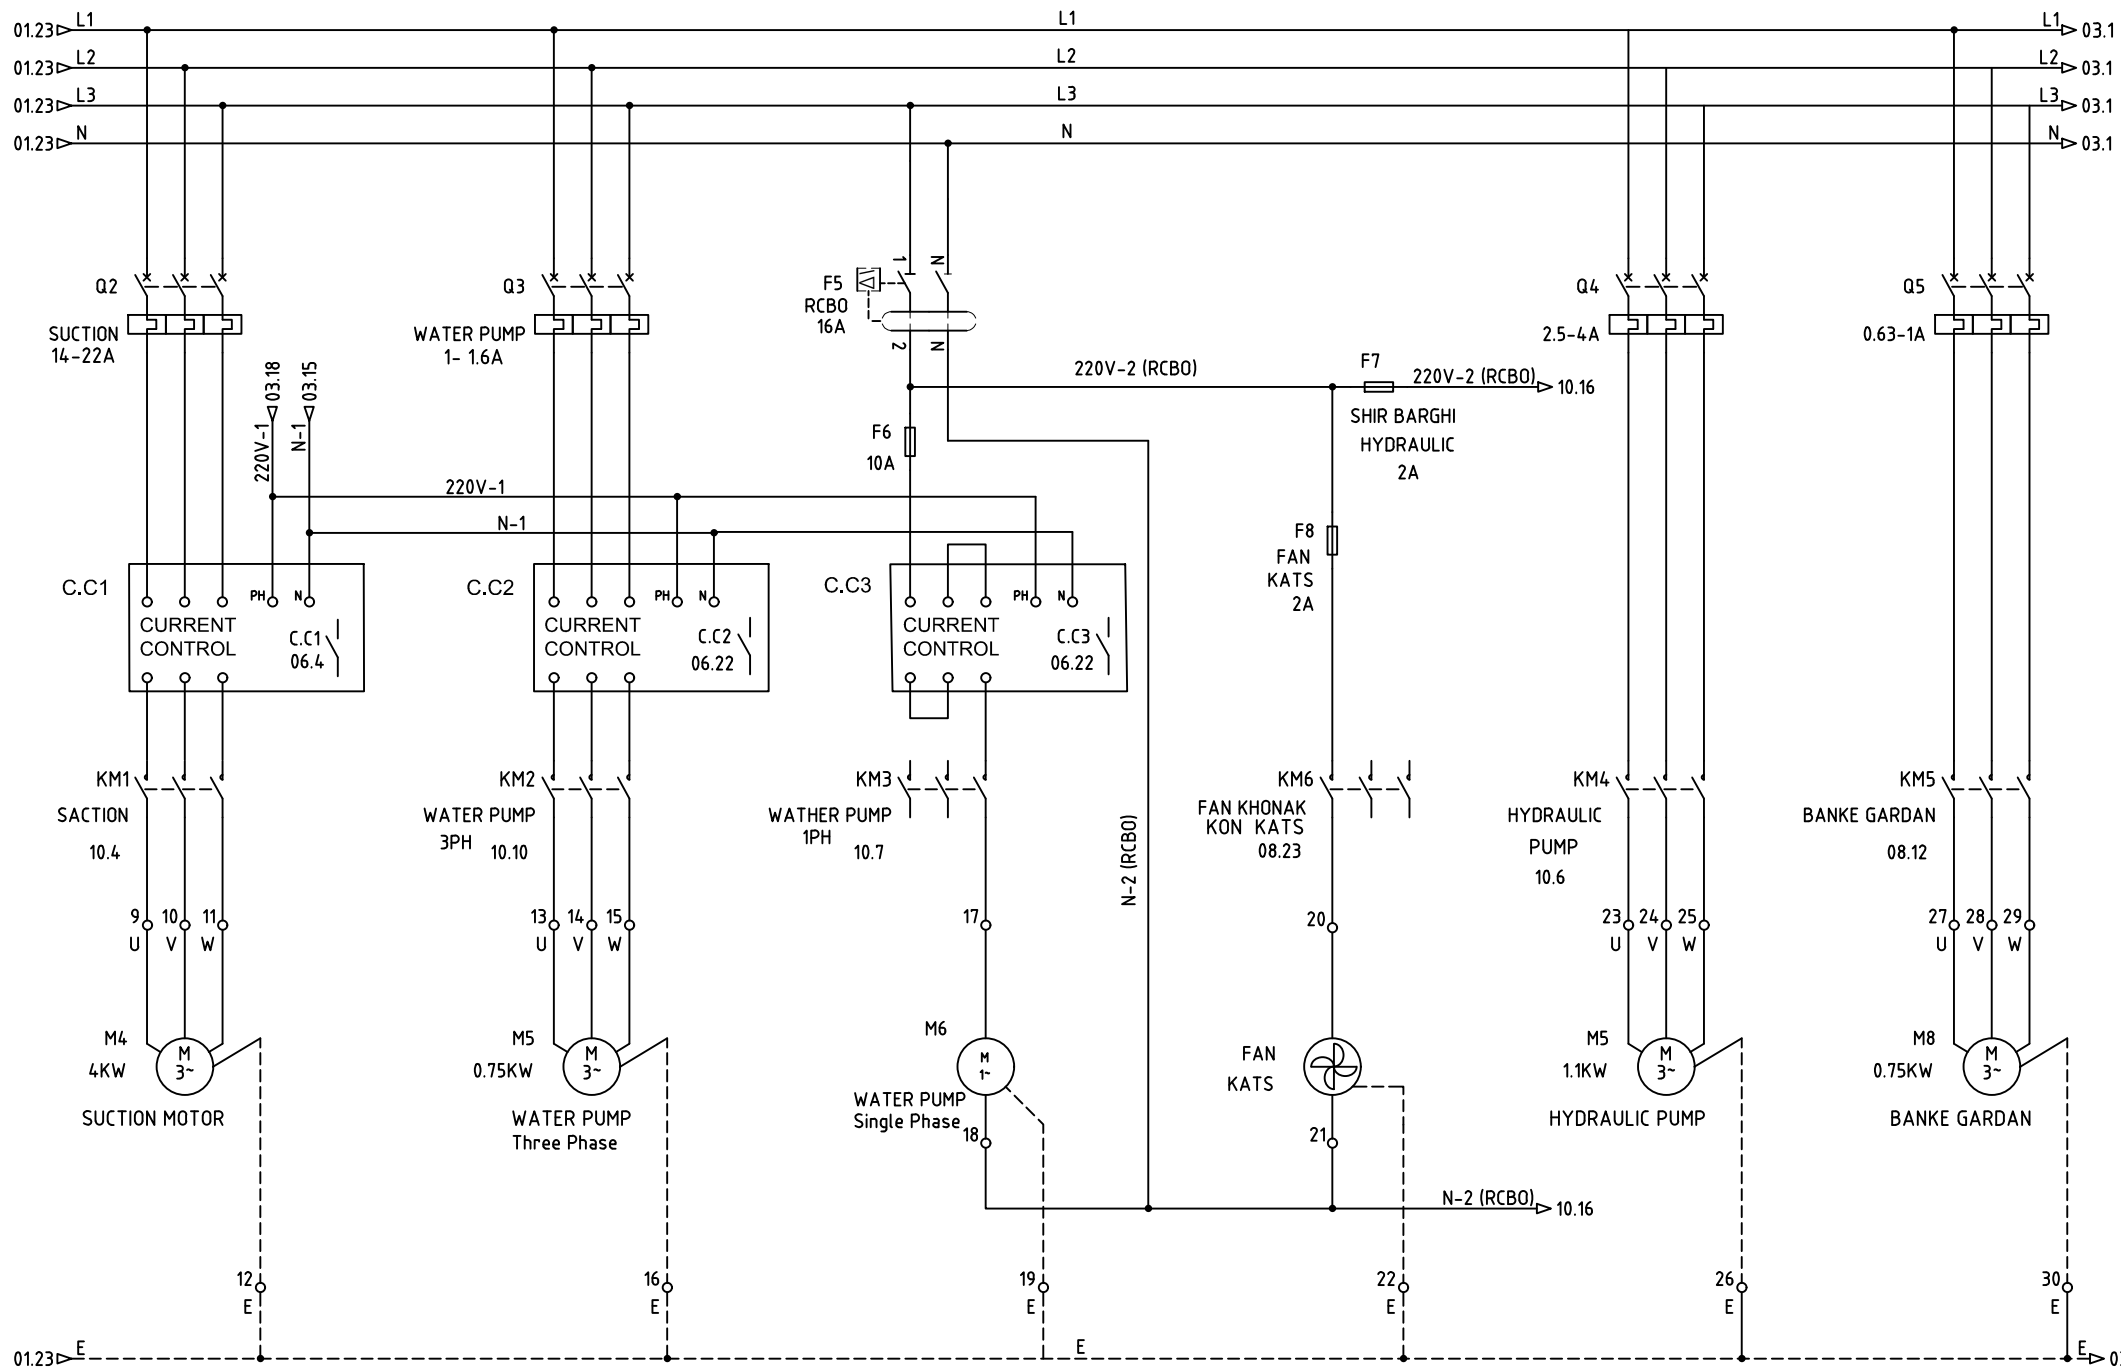 01.23 L1 L1 L1 03.1
01.23 L2 L2 L2 03.1
01.23 L3 L3 L3 03.1
01.23 N N N 03.1
Q2
SUCTION
14-22A
Q3
WATER PUMP
1- 1.6A
F5
RCBO
16A
1
N
2
N
Q4
2.5-4A
Q5
0.63-1A
03.18
03.15
220V-1
N-1
220V-2 (RCBO)
F7
220V-2 (RCBO)
10.16
SHIR BARGHI
HYDRAULIC
2A
F6
10A
220V-1
N-1
F8
FAN
KATS
2A
C.C1
PH
N
CURRENT
CONTROL
C.C1
06.4
C.C2
PH
N
CURRENT
CONTROL
C.C2
06.22
C.C3
PH
N
CURRENT
CONTROL
C.C3
06.22
KM1
SACTION
10.4
KM2
WATER PUMP
3PH
10.10
KM3
WATHER PUMP
1PH
10.7
N-2 (RCBO)
KM6
FAN KHONAK
KON KATS
08.23
KM4
HYDRAULIC
PUMP
10.6
KM5
BANKE GARDAN
08.12
9 10 11
U V W
13 14 15
U V W
17
20
23 24 25
U V W
27 28 29
U V W
M4
4KW
M
3~
SUCTION MOTOR
M5
0.75KW
M
3~
WATER PUMP
Three Phase
M6
M
1~
WATER PUMP
Single Phase
18
FAN
KATS
21
M5
1.1KW
M
3~
HYDRAULIC PUMP
M8
0.75KW
M
3~
BANKE GARDAN
N-2 (RCBO)
10.16
12
E
16
E
19
E
22
E
26
E
30
E
01.23 E E E